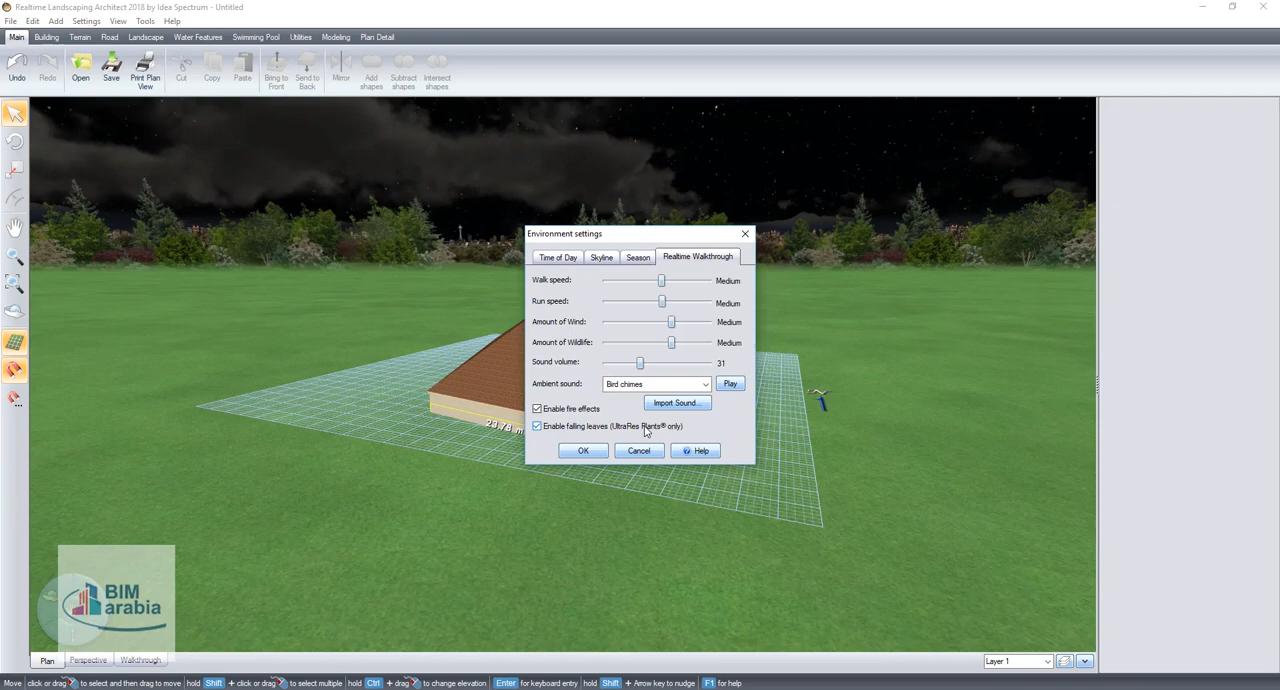 Realtime Landscaping Architect 2018 by Idea Spectrum - Untitled
File Edit Add Settings View Tools Help
Main Building Terrain Road Landscape Water Features Swimming Pool Utilities Modeling Plan Detail
Undo Redo Open Save Print Plan View Cut Copy Paste Bring to Front Send to Back Mirror Add shapes Subtract shapes Intersect shapes
Environment settings
Time of Day Skyline Season Realtime Walkthrough
Walk speed: Medium
Run speed: Medium
Amount of Wind: Medium
Amount of Wildlife: Medium
Sound volume: 31
Ambient sound: Bird chimes Play
Import Sound...
Enable fire effects
Enable falling leaves (UltraRes Plants® only)
OK Cancel Help
23.78 m
BIM
arabia
Plan Perspective Walkthrough Layer 1
Move click or drag to select and then drag to move hold Shift + click or drag to select multiple hold Ctrl + drag to change elevation Enter for keyboard entry hold Shift + Arrow key to nudge F1 for help